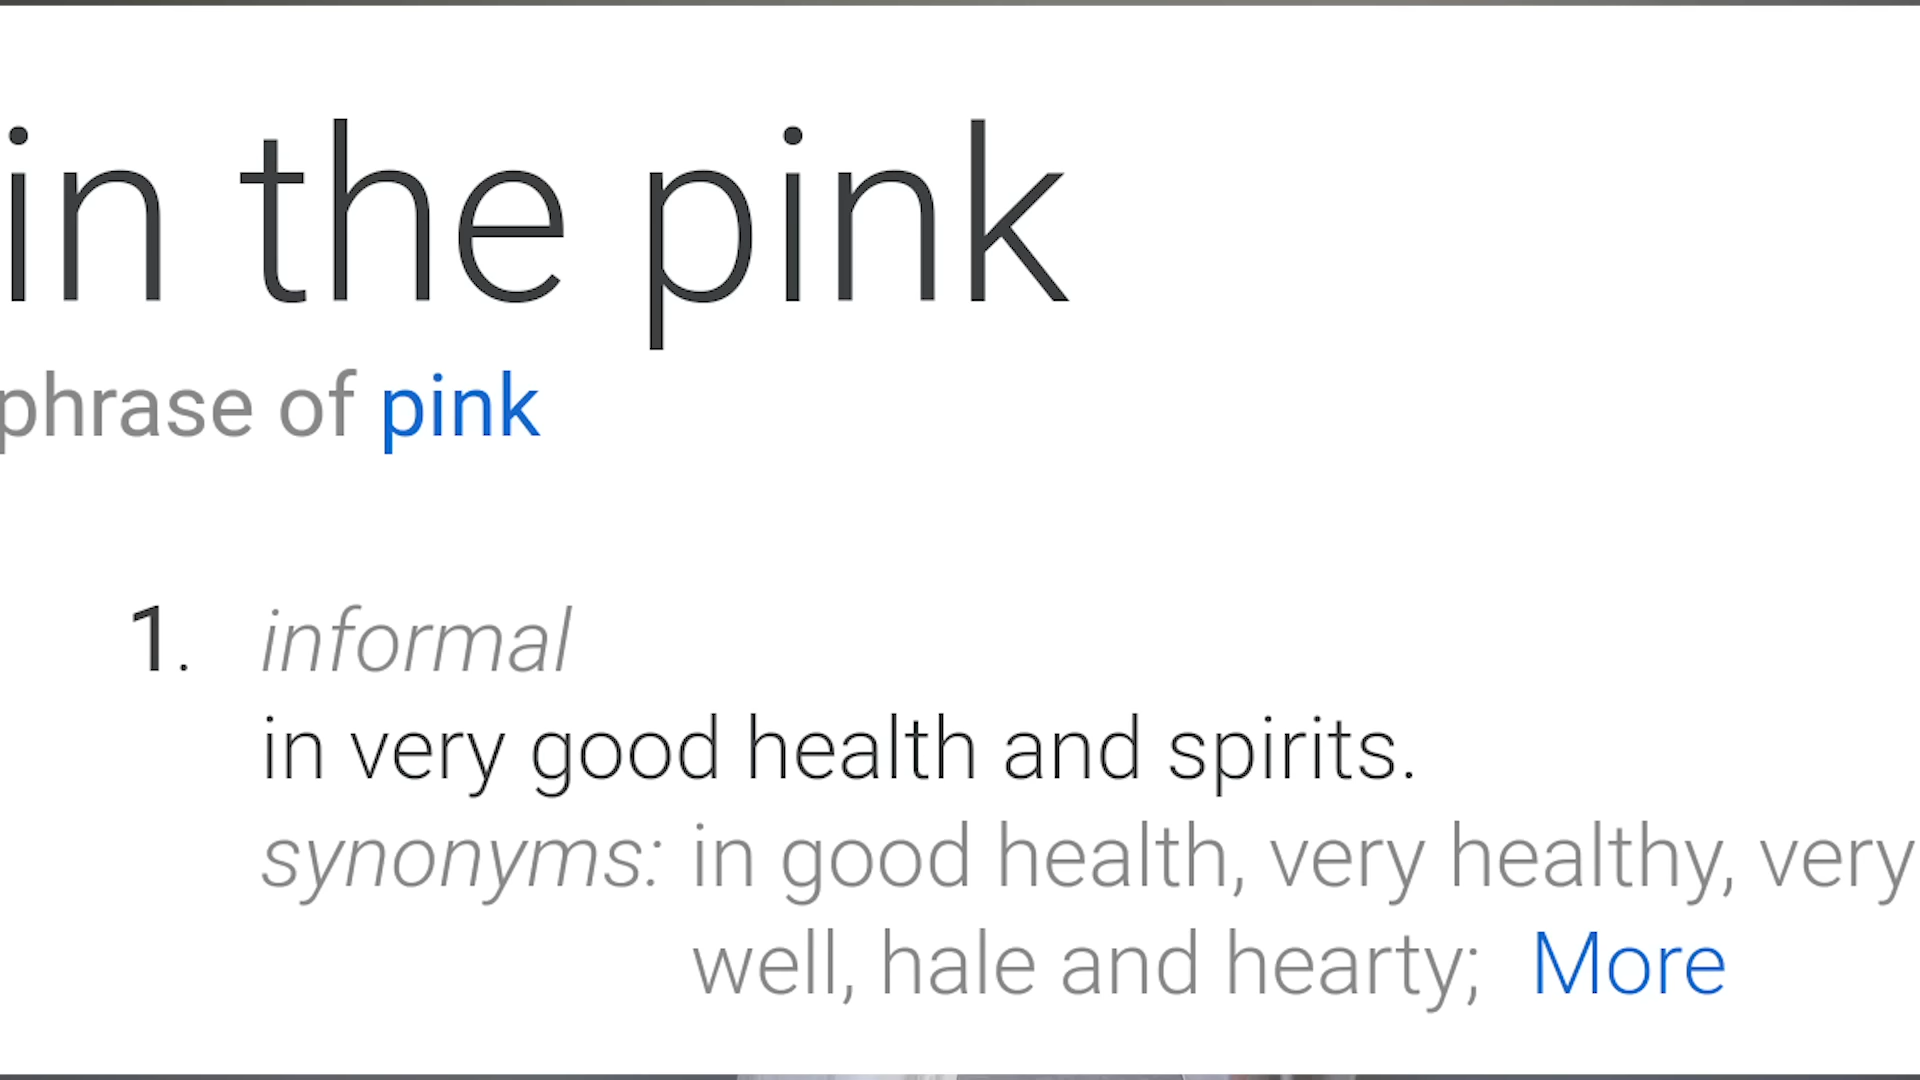 in the pink
phrase of pink
1. informal
in very good health and spirits.
synonyms: in good health, very healthy, very
well, hale and hearty; More